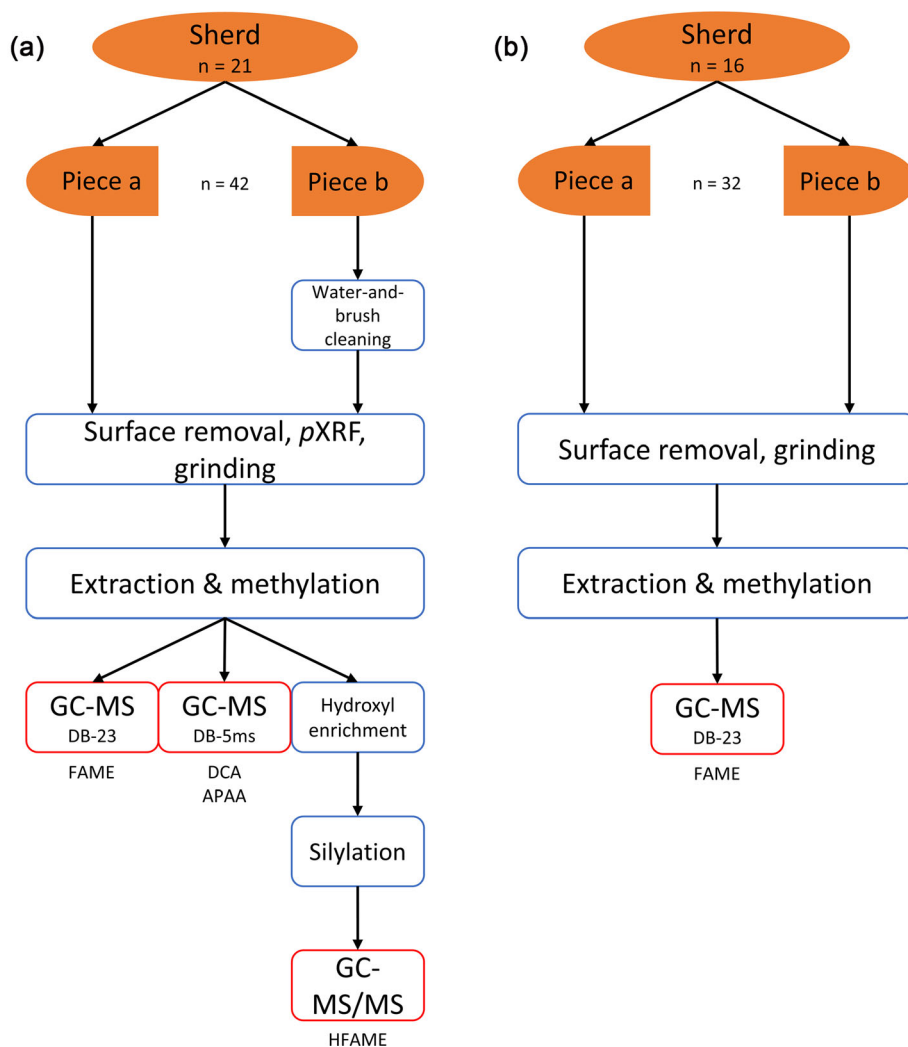 (a)
Sherd
n = 21
Piece a
n = 42
Piece b
Water-and-
brush
cleaning
Surface removal, pXRF,
grinding
Extraction & methylation
GC-MS
DB-23
FAME
GC-MS
DB-5ms
DCA
APAA
Hydroxyl
enrichment
Silylation
GC-
MS/MS
HFAME
(b)
Sherd
n = 16
Piece a
n = 32
Piece b
Surface removal, grinding
Extraction & methylation
GC-MS
DB-23
FAME